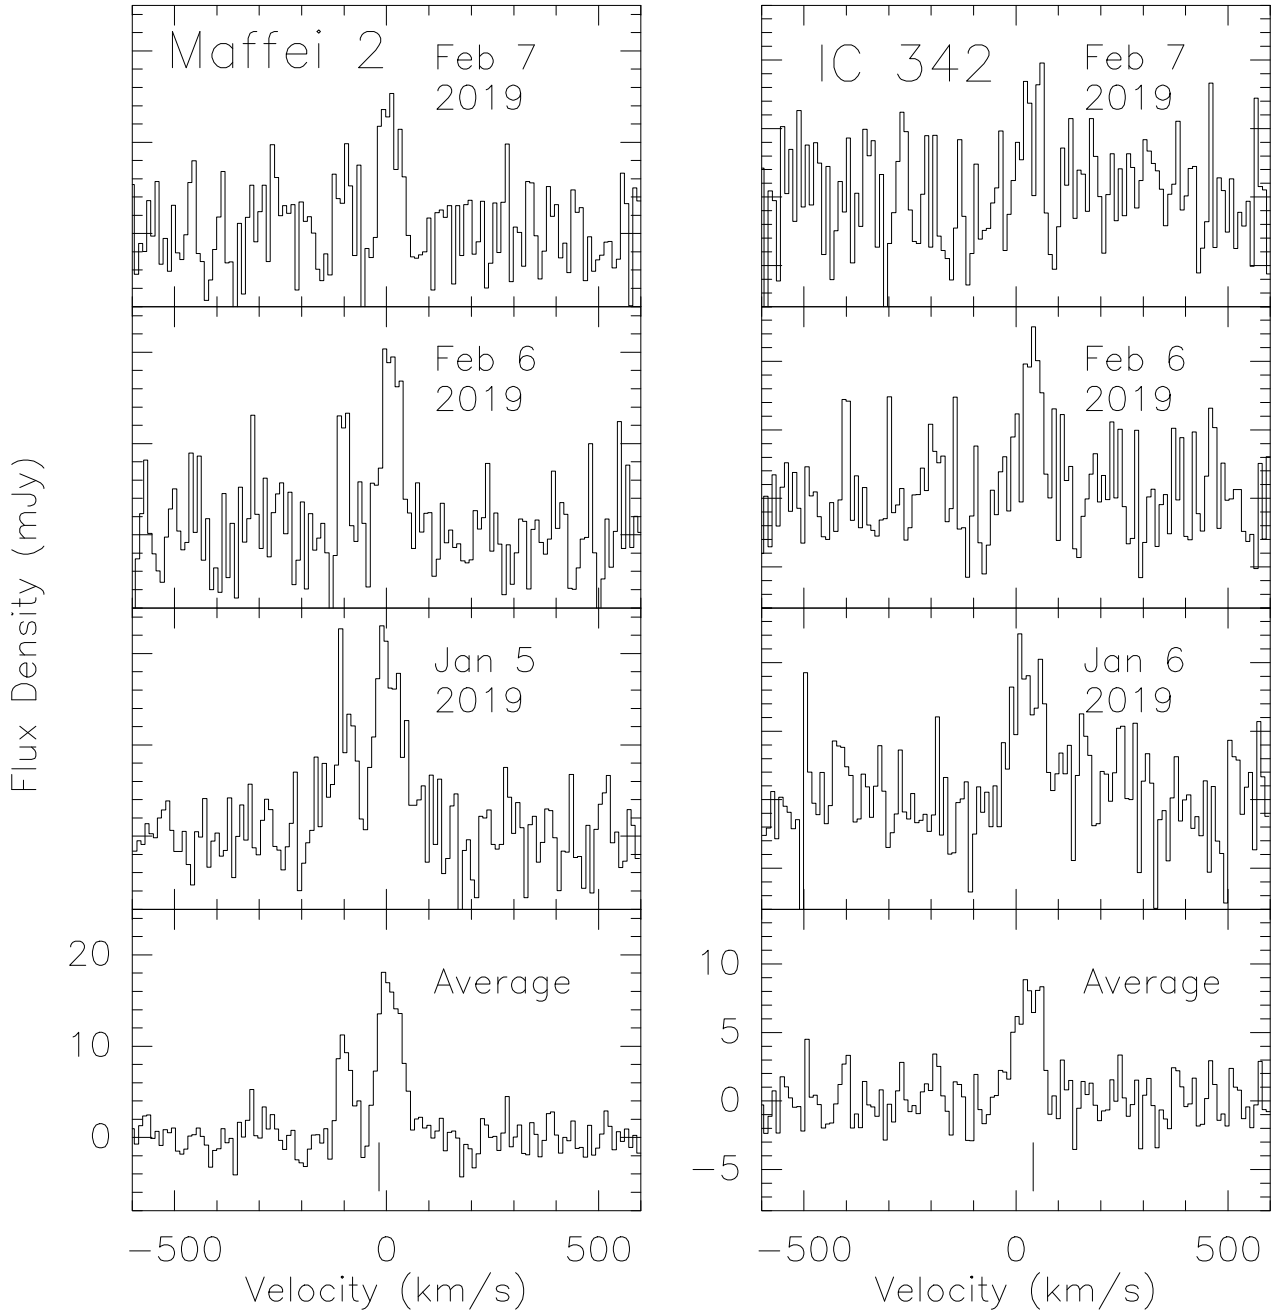 Maffei 2
Feb 7
2019
IC 342
Feb 7
2019
Feb 6
2019
Feb 6
2019
Flux Density (mJy)
Jan 5
2019
Jan 6
2019
20
10
0
Average
10
5
0
−5
Average
−500 0 500
Velocity (km/s)
−500 0 500
Velocity (km/s)